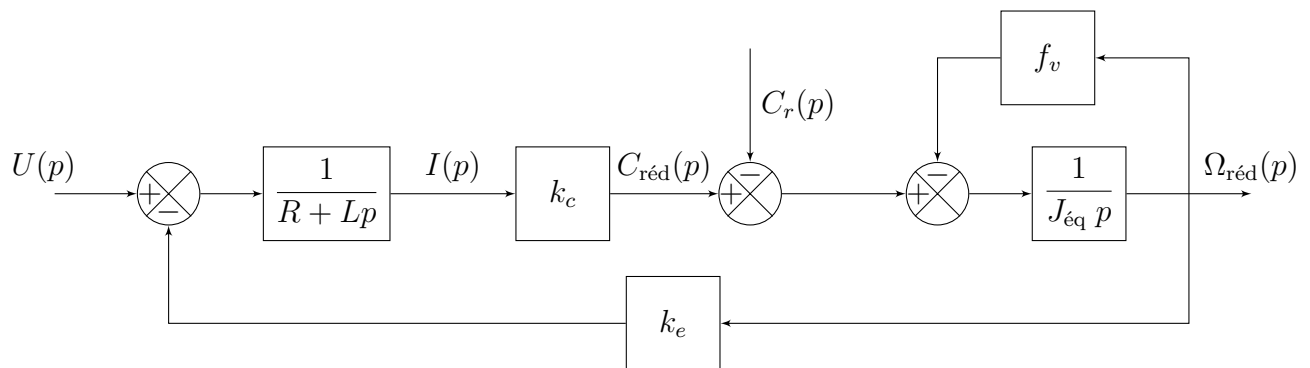 f_v
C_r(p)
U(p)
+
−
1
R + Lp
I(p)
k_c
C_réd(p)
+
−
+
−
1
J_éq p
Ω_réd(p)
k_e